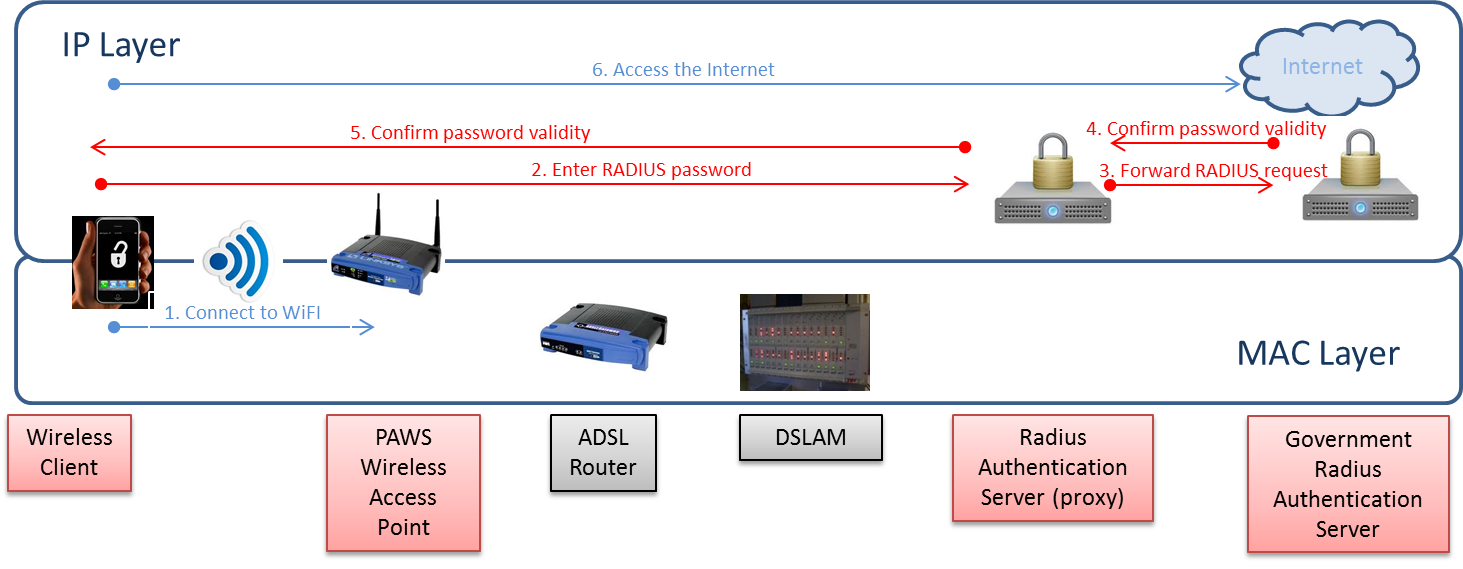 IP Layer
6. Access the Internet
Internet
5. Confirm password validity
4. Confirm password validity
2. Enter RADIUS password
3. Forward RADIUS request
1. Connect to WiFI
MAC Layer
Wireless
Client
PAWS
Wireless
Access
Point
ADSL
Router
DSLAM
Radius
Authentication
Server (proxy)
Government
Radius
Authentication
Server